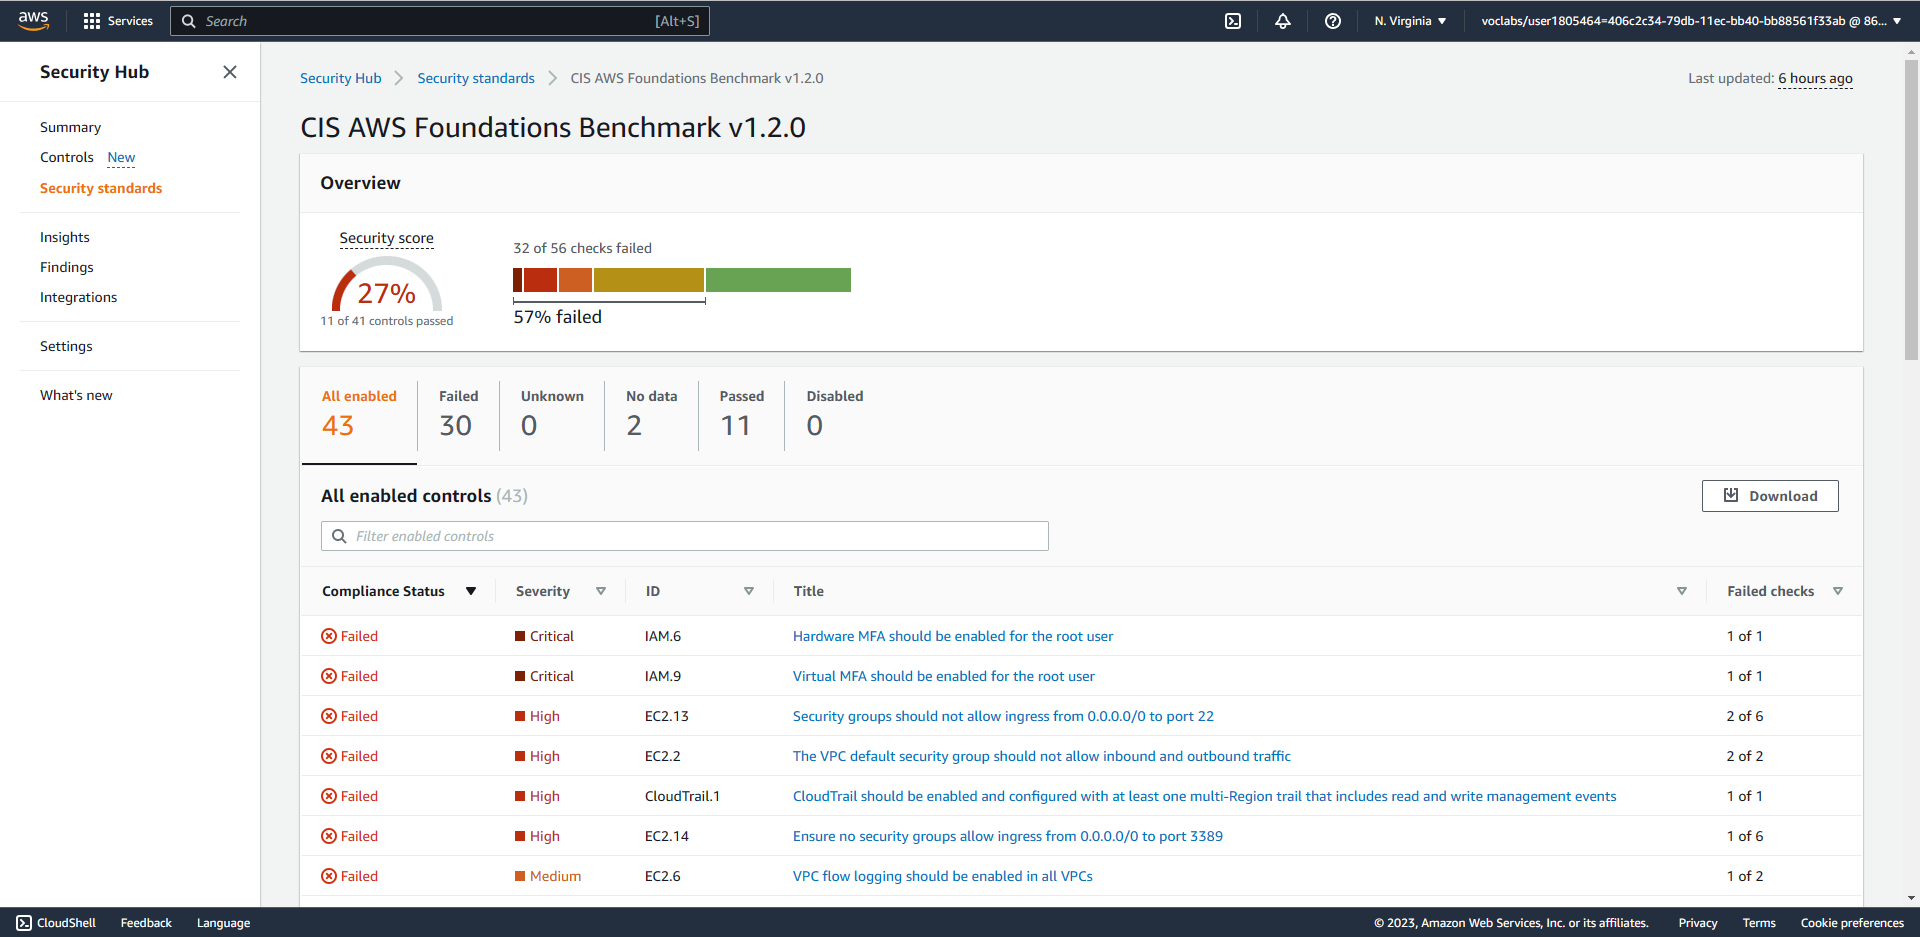 aws Services Search [Alt+S] N. Virginia voclabs/user1805464=406c2c34-79db-11ec-bb40-bb88561f33ab @ 86...
Security Hub
Summary
Controls New
Security standards
Insights
Findings
Integrations
Settings
What's new
Security Hub Security standards CIS AWS Foundations Benchmark v1.2.0 Last updated: 6 hours ago
CIS AWS Foundations Benchmark v1.2.0
Overview
Security score
27%
11 of 41 controls passed
32 of 56 checks failed
57% failed
All enabled Failed Unknown No data Passed Disabled
43 30 0 2 11 0
All enabled controls (43) Download
Filter enabled controls
Compliance Status Severity ID Title Failed checks
Failed Critical IAM.6 Hardware MFA should be enabled for the root user 1 of 1
Failed Critical IAM.9 Virtual MFA should be enabled for the root user 1 of 1
Failed High EC2.13 Security groups should not allow ingress from 0.0.0.0/0 to port 22 2 of 6
Failed High EC2.2 The VPC default security group should not allow inbound and outbound traffic 2 of 2
Failed High CloudTrail.1 CloudTrail should be enabled and configured with at least one multi-Region trail that includes read and write management events 1 of 1
Failed High EC2.14 Ensure no security groups allow ingress from 0.0.0.0/0 to port 3389 1 of 6
Failed Medium EC2.6 VPC flow logging should be enabled in all VPCs 1 of 2
CloudShell Feedback Language © 2023, Amazon Web Services, Inc. or its affiliates. Privacy Terms Cookie preferences